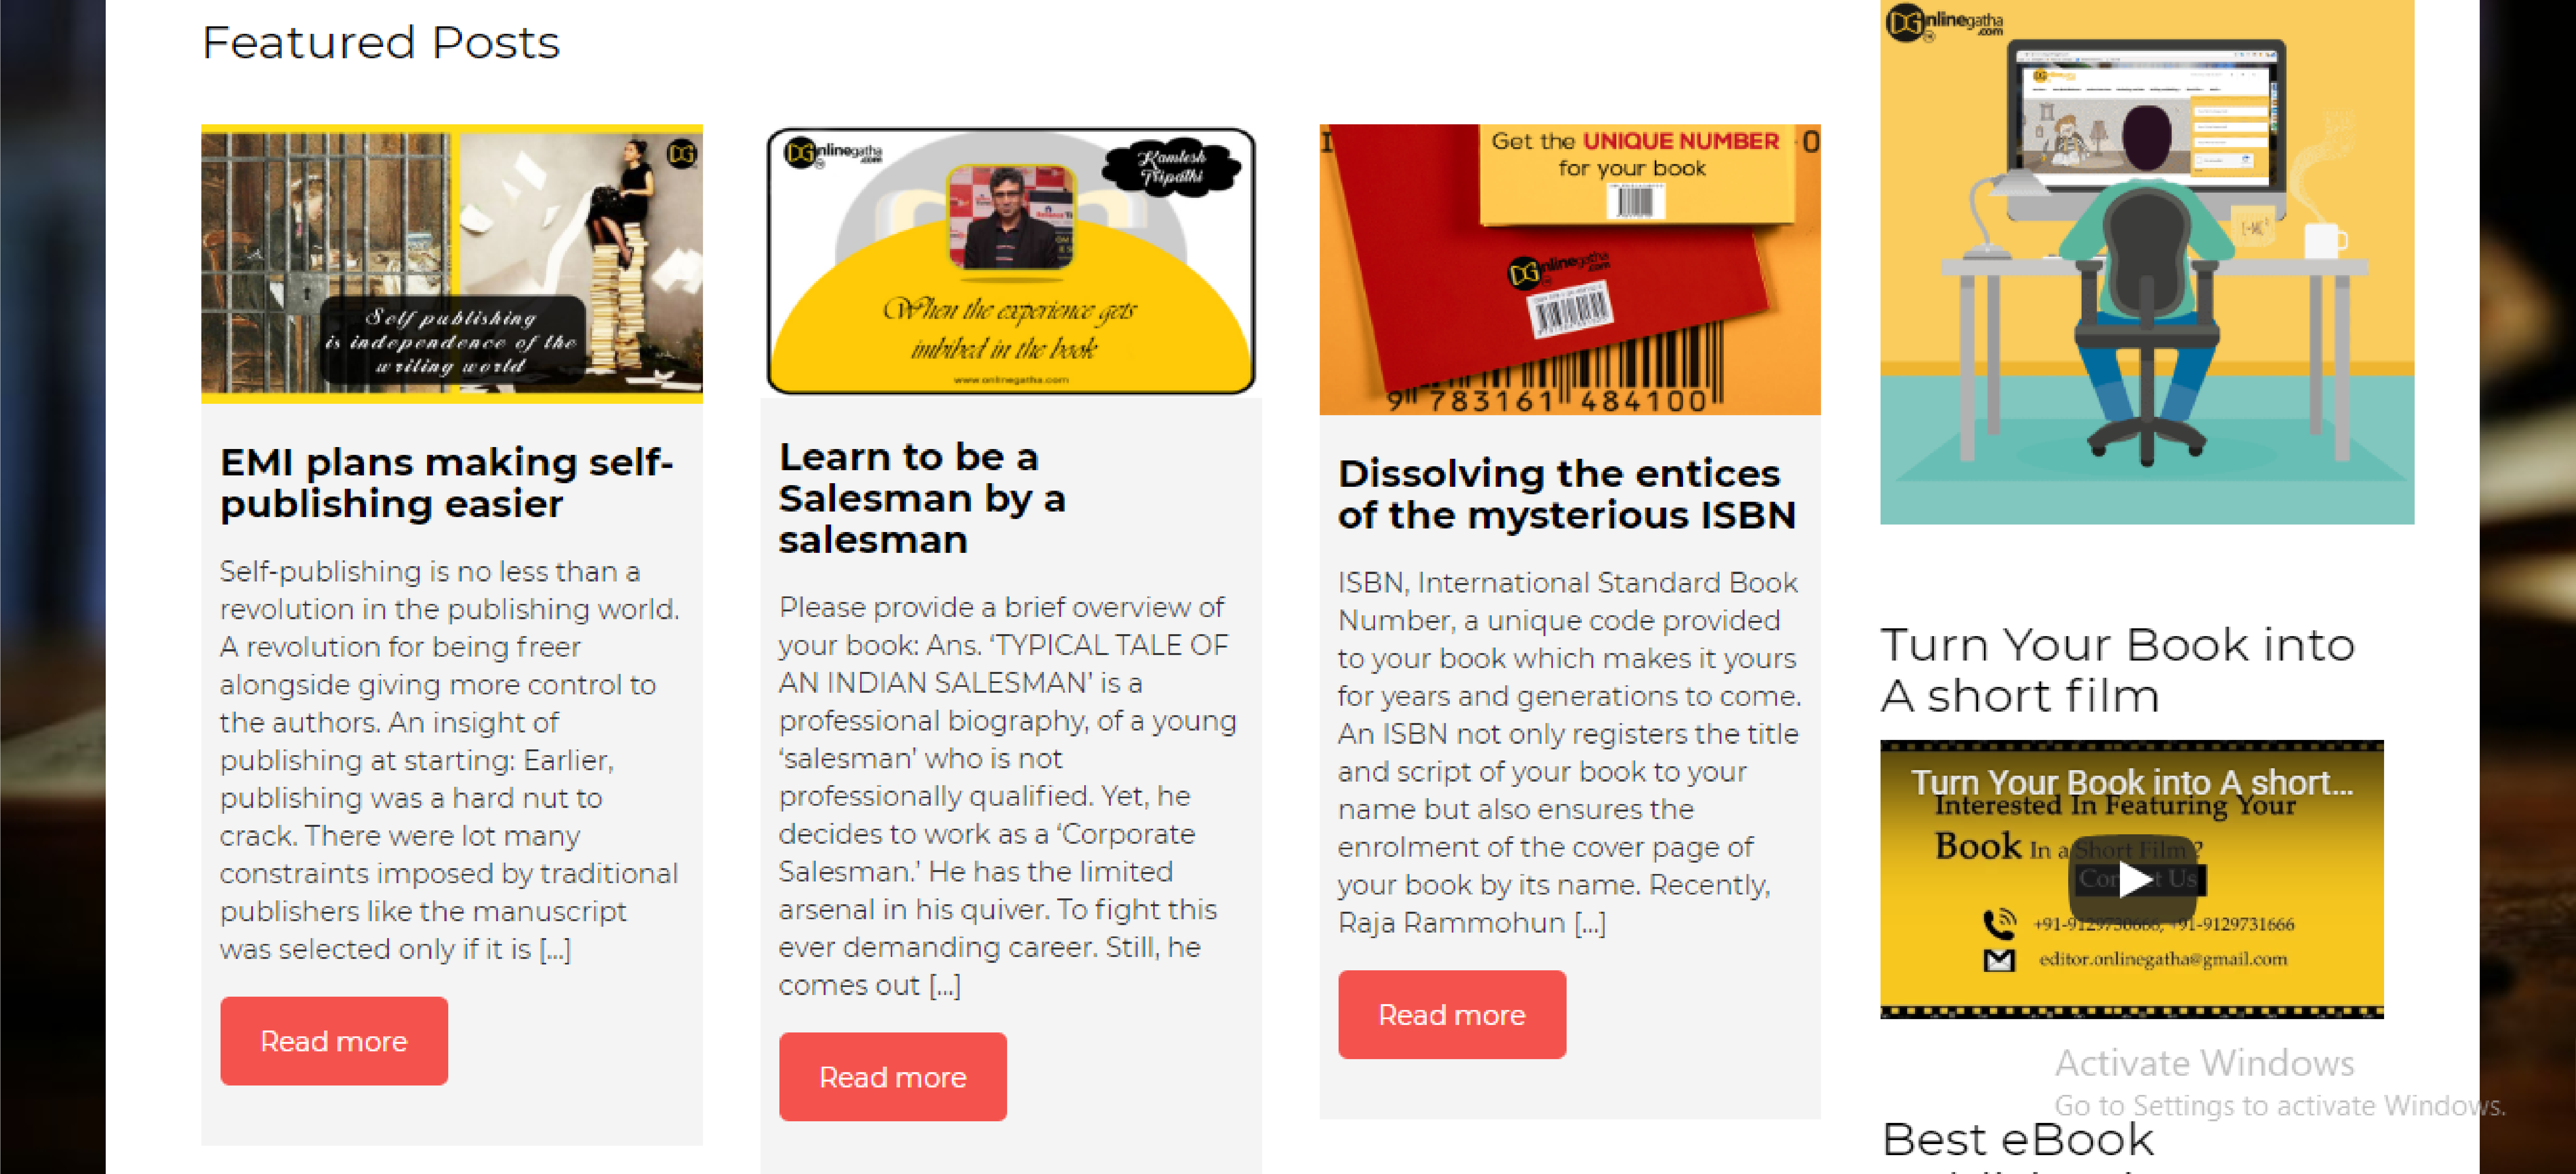 Featured Posts
Self publishing
is independence of the
writing world
EMI plans making self-
publishing easier
Self-publishing is no less than a
revolution in the publishing world.
A revolution for being freer
alongside giving more control to
the authors. An insight of
publishing at starting: Earlier,
publishing was a hard nut to
crack. There were lot many
constraints imposed by traditional
publishers like the manuscript
was selected only if it is [...]
Read more
nlinegatha
.com
Kamlesh
Tripathi
When the experience gets
imbibed in the book
www.onlinegatha.com
Learn to be a
Salesman by a
salesman
Please provide a brief overview of
your book: Ans. ‘TYPICAL TALE OF
AN INDIAN SALESMAN’ is a
professional biography, of a young
‘salesman’ who is not
professionally qualified. Yet, he
decides to work as a ‘Corporate
Salesman.’ He has the limited
arsenal in his quiver. To fight this
ever demanding career. Still, he
comes out [...]
Read more
Get the UNIQUE NUMBER
for your book
nlinegatha
.com
9 783161 484100
Dissolving the entices
of the mysterious ISBN
ISBN, International Standard Book
Number, a unique code provided
to your book which makes it yours
for years and generations to come.
An ISBN not only registers the title
and script of your book to your
name but also ensures the
enrolment of the cover page of
your book by its name. Recently,
Raja Rammohun [...]
Read more
nlinegatha
.com
Turn Your Book into
A short film
Turn Your Book into A short...
Interested In Featuring Your
Book In a Short Film ?
Contact Us
+91-9129730666, +91-9129731666
editor.onlinegatha@gmail.com
Activate Windows
Go to Settings to activate Windows.
Best eBook